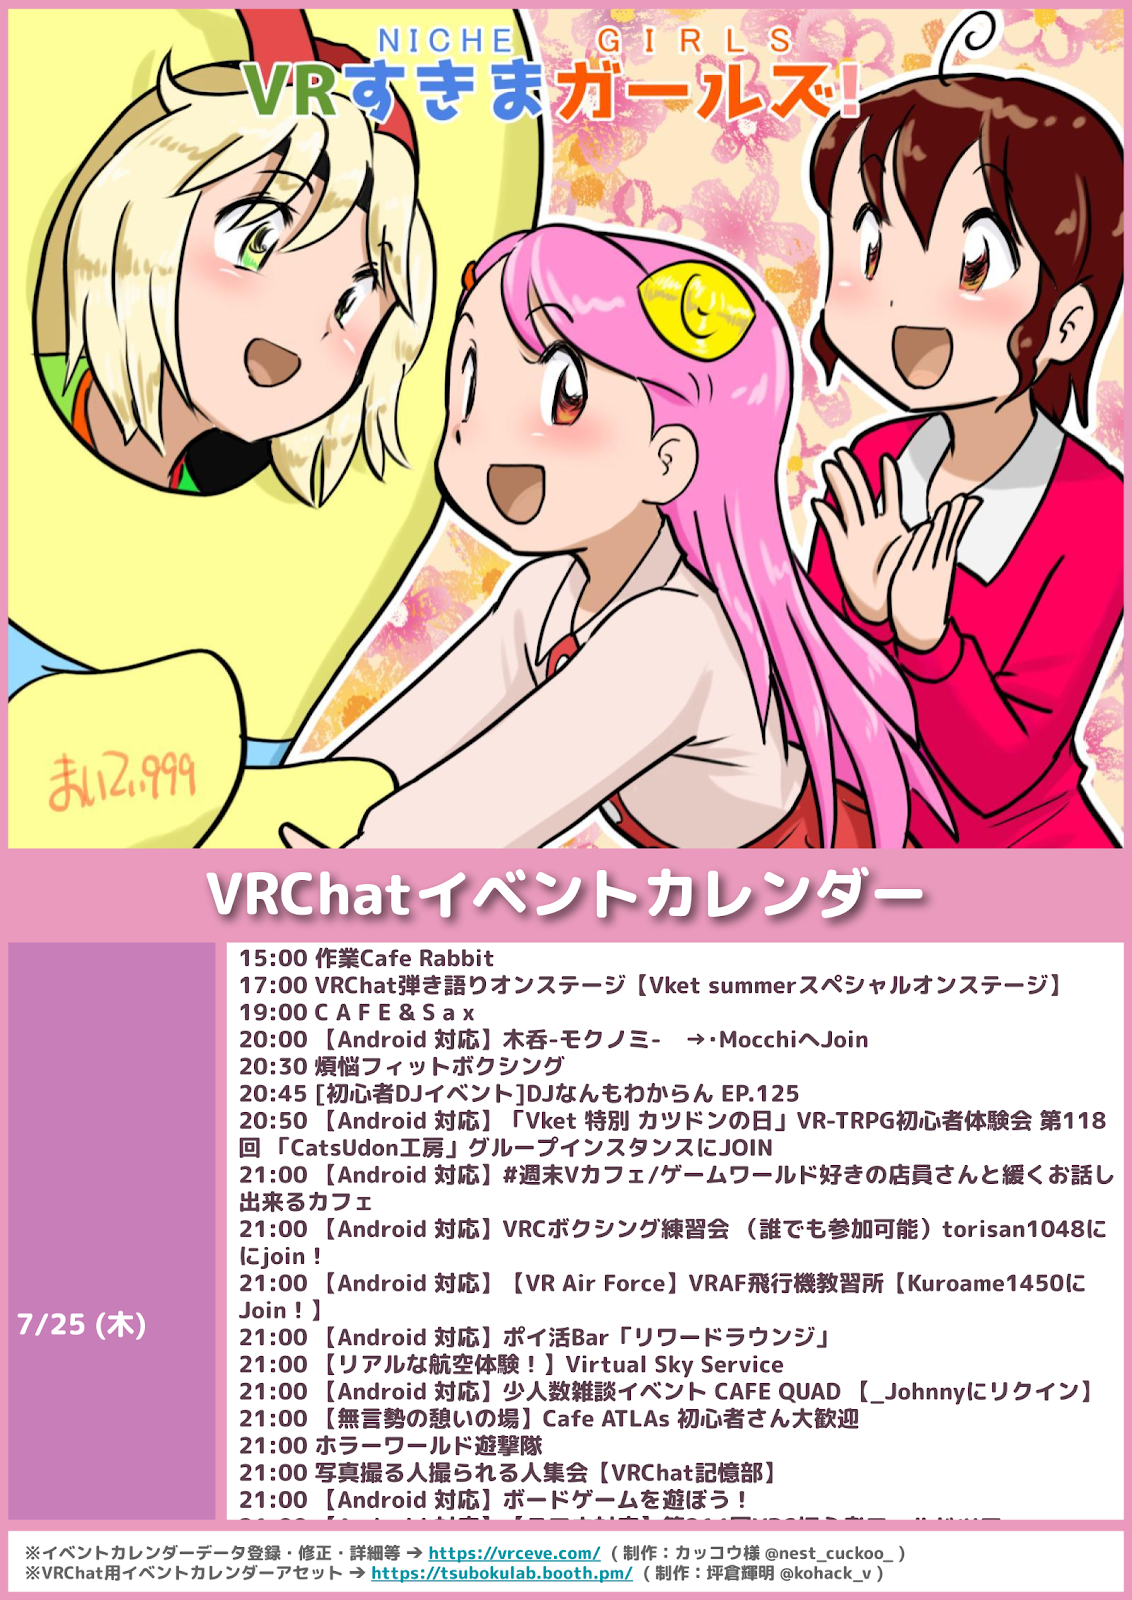 NICHE GIRLS
VRすきまガールズ!
まいてぃ999
VRChatイベントカレンダー
7/25 (木)
15:00 作業Cafe Rabbit
17:00 VRChat弾き語りオンステージ【Vket summerスペシャルオンステージ】
19:00 C A F E & S a x
20:00 【Android 対応】木呑-モクノミ-　→･MocchiへJoin
20:30 煩悩フィットボクシング
20:45 [初心者DJイベント]DJなんもわからん EP.125
20:50 【Android 対応】「Vket 特別 カツドンの日」VR-TRPG初心者体験会 第118
回 「CatsUdon工房」グループインスタンスにJOIN
21:00 【Android 対応】#週末Vカフェ/ゲームワールド好きの店員さんと緩くお話し
出来るカフェ
21:00 【Android 対応】VRCボクシング練習会 （誰でも参加可能）torisan1048に
にjoin！
21:00 【Android 対応】【VR Air Force】VRAF飛行機教習所【Kuroame1450に
Join！】
21:00 【Android 対応】ポイ活Bar「リワードラウンジ」
21:00 【リアルな航空体験！】Virtual Sky Service
21:00 【Android 対応】少人数雑談イベント CAFE QUAD 【_Johnnyにリクイン】
21:00 【無言勢の憩いの場】Cafe ATLAs 初心者さん大歓迎
21:00 ホラーワールド遊撃隊
21:00 写真撮る人撮られる人集会【VRChat記憶部】
21:00 【Android 対応】ボードゲームを遊ぼう！
※イベントカレンダーデータ登録・修正・詳細等 ➔ https://vrceve.com/ ( 制作：カッコウ様 @nest_cuckoo_ )
※VRChat用イベントカレンダーアセット ➔ https://tsubokulab.booth.pm/ ( 制作：坪倉輝明 @kohack_v )